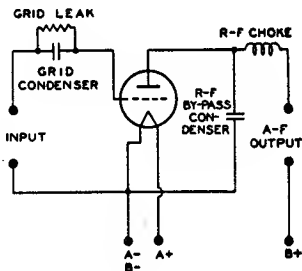 GRID LEAK
GRID
CONDENSER
R-F CHOKE
R-F
BY-PASS
CON-
DENSER
INPUT
A-F
OUTPUT
A-
B-
A+
B+